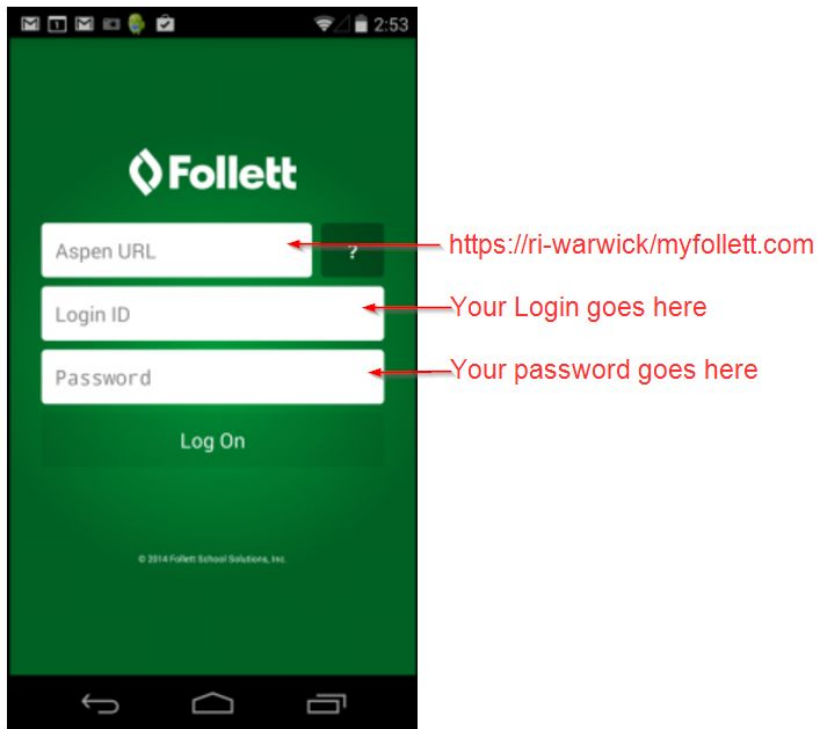 2:53
Follett
Aspen URL
?
https://ri-warwick/myfollett.com
Login ID
Your Login goes here
Password
Your password goes here
Log On
© 2014 Follett School Solutions, Inc.